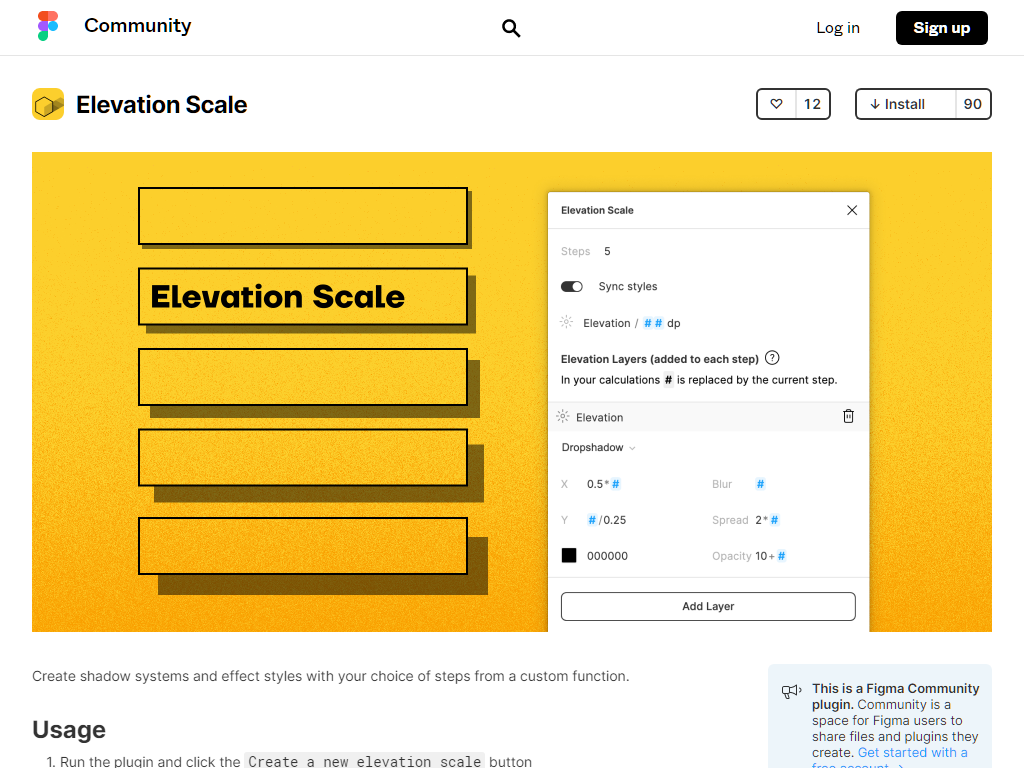 Community
Log in
Sign up
Elevation Scale
12
Install
90
Elevation Scale
Elevation Scale
Steps 5
Sync styles
Elevation / ## dp
Elevation Layers (added to each step) ?
In your calculations # is replaced by the current step.
Elevation
Dropshadow
X 0.5*# Blur #
Y #/0.25 Spread 2*#
000000 Opacity 10+#
Add Layer
Create shadow systems and effect styles with your choice of steps from a custom function.
Usage
1. Run the plugin and click the Create a new elevation scale button
This is a Figma Community
plugin. Community is a
space for Figma users to
share files and plugins they
create. Get started with a
free account →